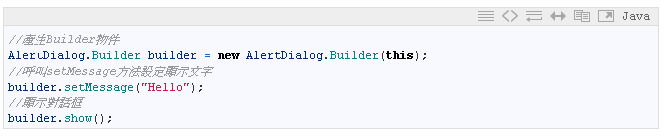 Java
//產生Builder物件
AlertDialog.Builder builder = new AlertDialog.Builder(this);
//呼叫setMessage方法設定顯示文字
builder.setMessage("Hello");
//顯示對話框
builder.show();